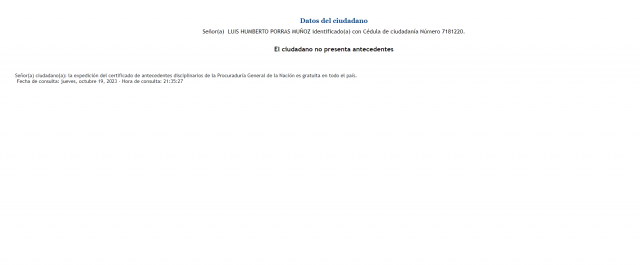 Datos del ciudadano
Señor(a) LUIS HUMBERTO PORRAS MUÑOZ identificado(a) con Cédula de ciudadanía Número 7181220.
El ciudadano no presenta antecedentes
Señor(a) ciudadano(a): la expedición del certificado de antecedentes disciplinarios de la Procuraduría General de la Nación es gratuita en todo el país.
Fecha de consulta: jueves, octubre 19, 2023 - Hora de consulta: 21:35:27